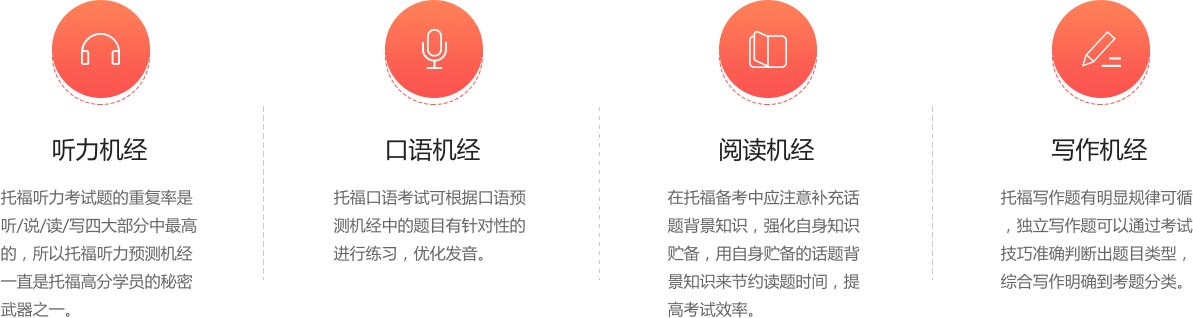 听力机经
托福听力考试题的重复率是
听/说/读/写四大部分中最高
的，所以托福听力预测机经
一直是托福高分学员的秘密
武器之一。
口语机经
托福口语考试可根据口语预
测机经中的题目有针对性的
进行练习，优化发音。
阅读机经
在托福备考中应注意补充话
题背景知识，强化自身知识
贮备，用自身贮备的话题背
景知识来节约读题时间，提
高考试效率。
写作机经
托福写作题有明显规律可循
，独立写作题可以通过考试
技巧准确判断出题目类型，
综合写作明确到考题分类。